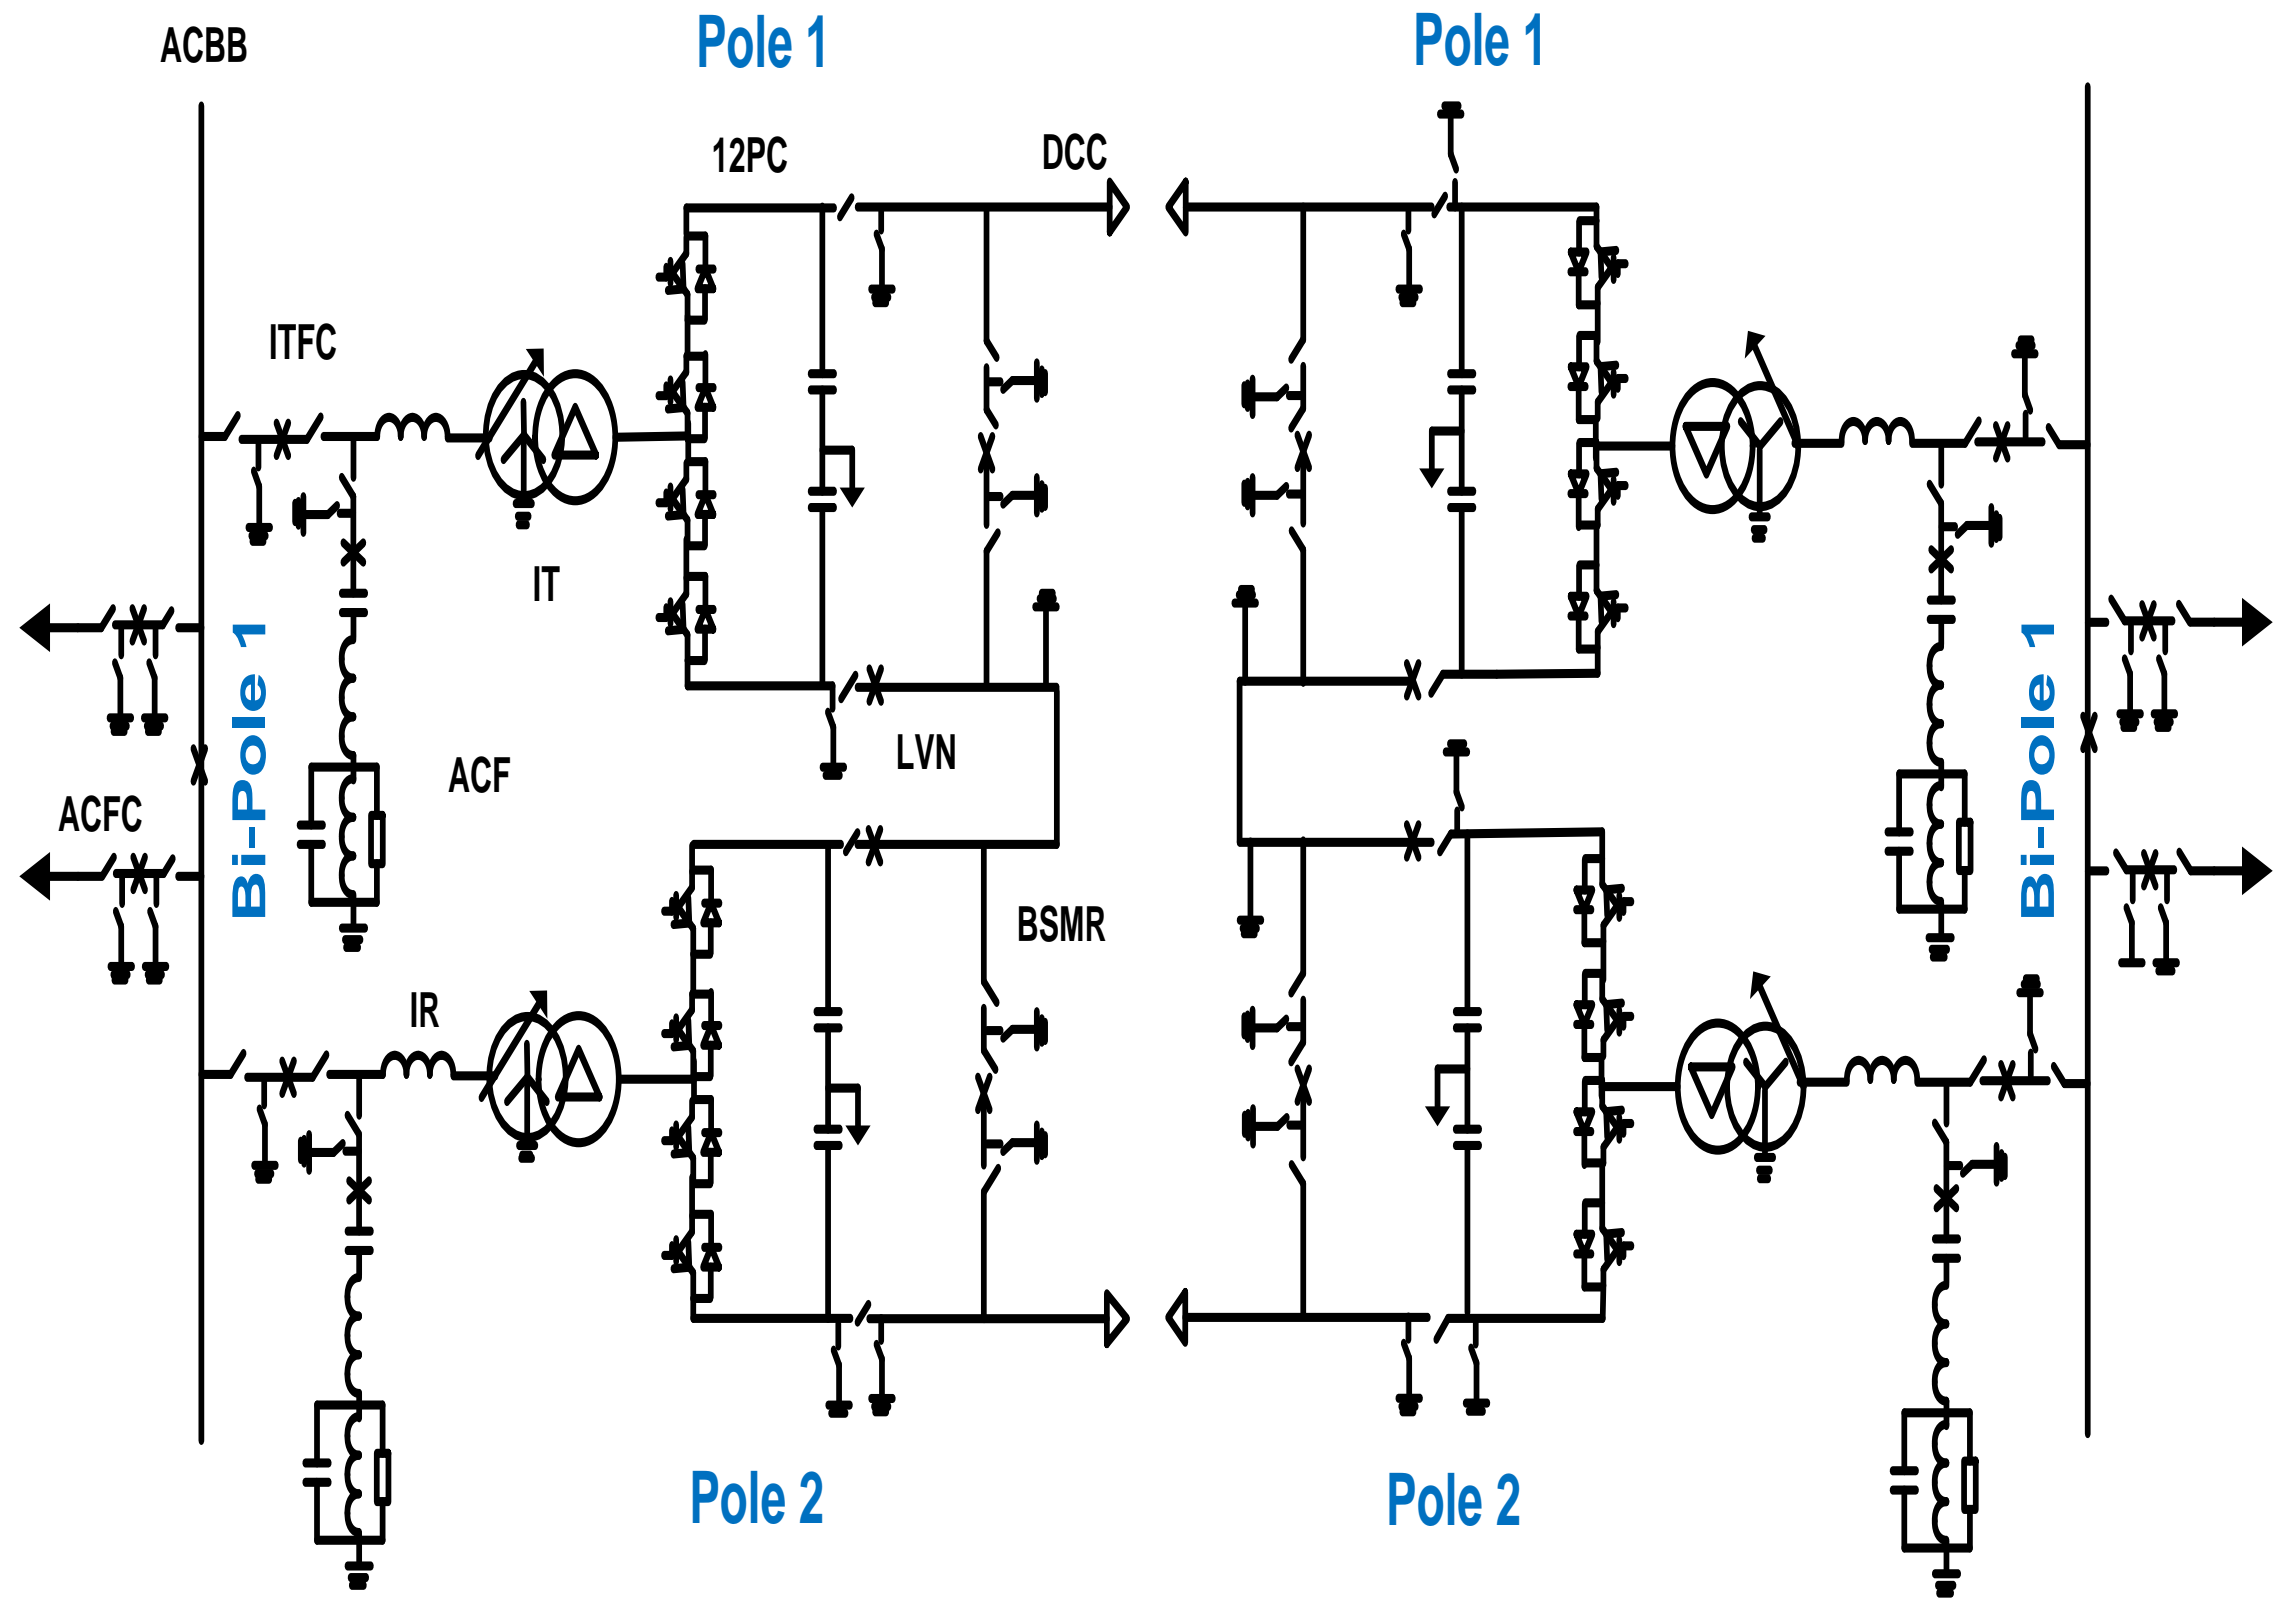 Pole 1
Pole 1
ACBB
12PC
DCC
ITFC
IT
Bi-Pole 1
Bi-Pole 1
LVN
ACF
ACFC
BSMR
IR
Pole 2
Pole 2